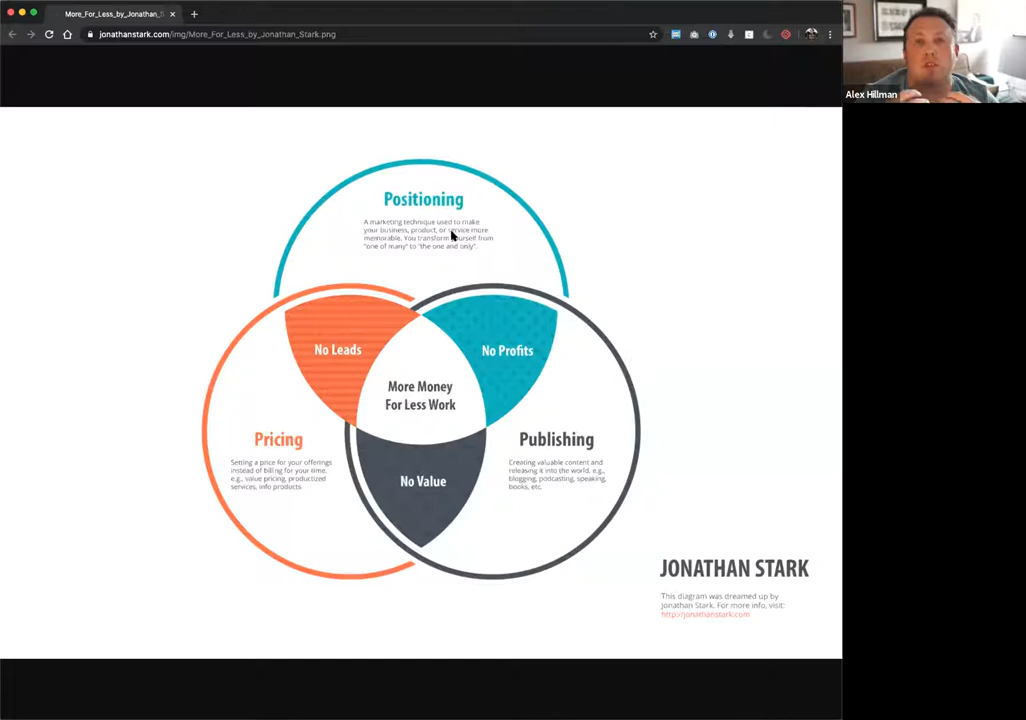 More_For_Less_by_Jonathan_S
jonathanstark.com/img/More_For_Less_by_Jonathan_Stark.png
Alex Hillman
Positioning
A marketing technique used to make
your business, product, or service more
memorable. You transform yourself from
"one of many" to "the one and only".
No Leads
No Profits
More Money
For Less Work
Pricing
Setting a price for your offerings
instead of billing for your time.
e.g., value pricing, productized
services, info products
Publishing
Creating valuable content and
releasing it into the world. e.g.,
blogging, podcasting, speaking,
books, etc.
No Value
JONATHAN STARK
This diagram was dreamed up by
Jonathan Stark. For more info, visit:
http://jonathanstark.com